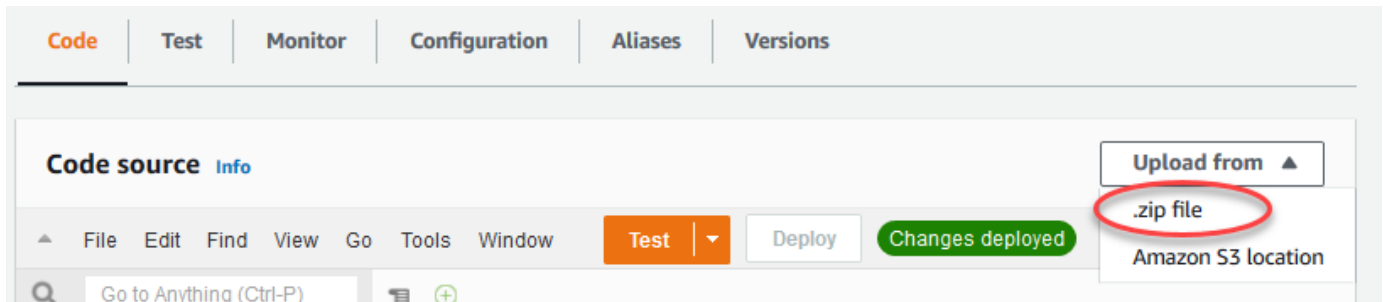 Code Test Monitor Configuration Aliases Versions
Code source Info
Upload from
.zip file
Amazon S3 location
File Edit Find View Go Tools Window Test Deploy Changes deployed
Go to Anything (Ctrl-P)